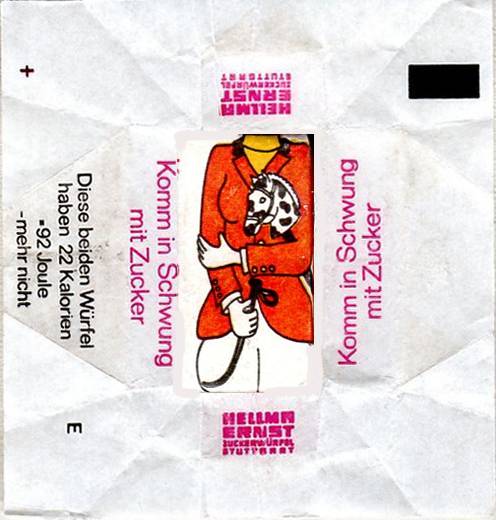 HELLMA
ERNST
ZUCKERWÜRFEL
STUTTGART
+
Diese beiden Würfel
haben 22 Kalorien
=92 Joule
-mehr nicht
E
Komm in Schwung
mit Zucker
Komm in Schwung
mit Zucker
HELLMA
ERNST
ZUCKERWÜRFEL
STUTTGART